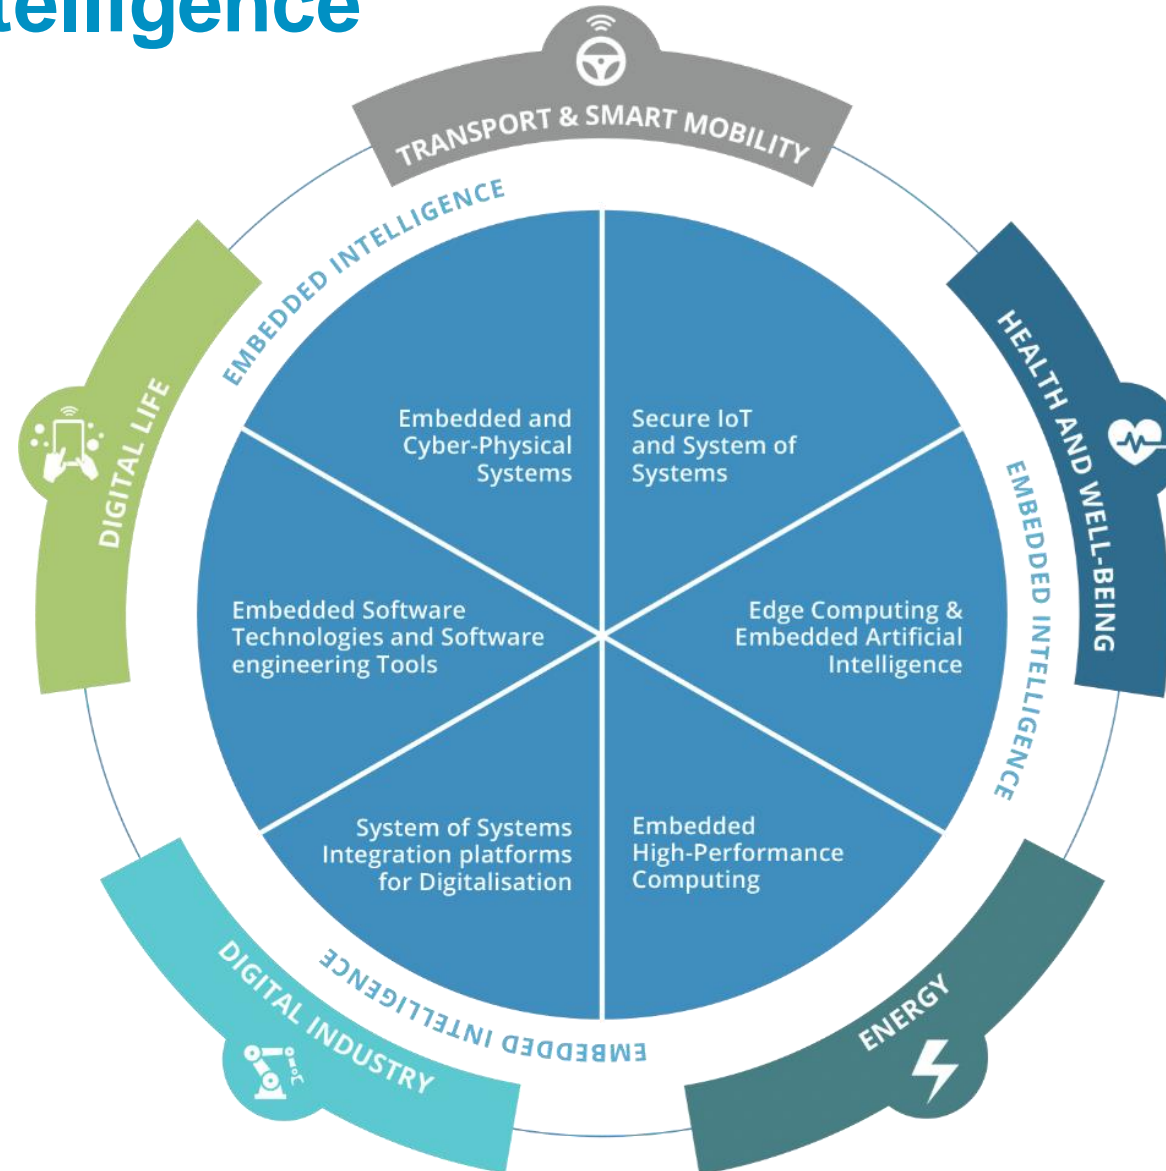 telligence
TRANSPORT & SMART MOBILITY
EMBEDDED INTELLIGENCE
HEALTH AND WELL-BEING
DIGITAL LIFE
Embedded and
Cyber-Physical
Systems
Secure IoT
and System of
Systems
EMBEDDED INTELLIGENCE
Embedded Software
Technologies and Software
engineering Tools
Edge Computing &
Embedded Artificial
Intelligence
System of Systems
Integration platforms
for Digitalisation
Embedded
High-Performance
Computing
EMBEDDED INTELLIGENCE
DIGITAL INDUSTRY
ENERGY